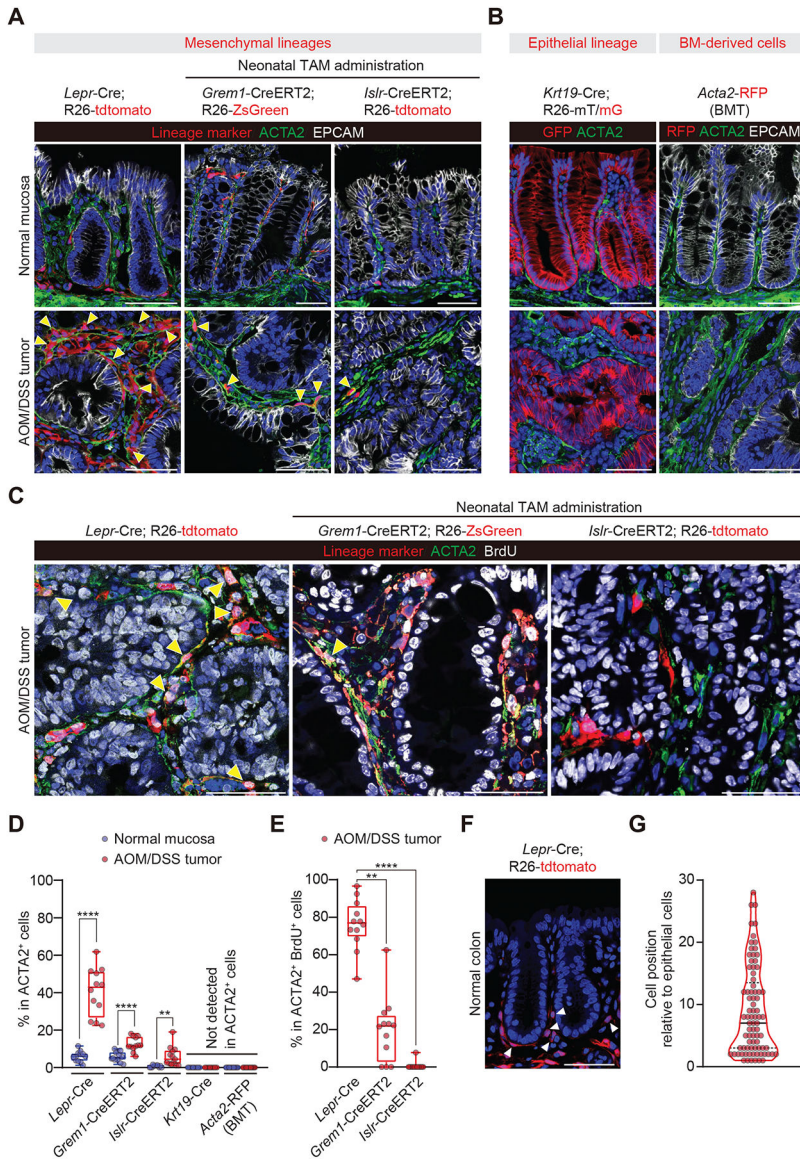 A
Mesenchymal lineages
Neonatal TAM administration
Lepr-Cre;
R26-tdtomato
Grem1-CreERT2;
R26-ZsGreen
Islr-CreERT2;
R26-tdtomato
Lineage marker ACTA2 EPCAM
Normal mucosa
AOM/DSS tumor
B
Epithelial lineage
BM-derived cells
Krt19-Cre;
R26-mT/mG
Acta2-RFP
(BMT)
GFP ACTA2
RFP ACTA2 EPCAM
C
Neonatal TAM administration
Lepr-Cre; R26-tdtomato
Grem1-CreERT2; R26-ZsGreen
Islr-CreERT2; R26-tdtomato
Lineage marker ACTA2 BrdU
AOM/DSS tumor
D
Normal mucosa
AOM/DSS tumor
% in ACTA2⁺ cells
100
80
60
40
20
0
****
****
**
Not detected
in ACTA2⁺ cells
Lepr-Cre
Grem1-CreERT2
Islr-CreERT2
Krt19-Cre
Acta2-RFP
(BMT)
E
AOM/DSS tumor
% in ACTA2⁺ BrdU⁺ cells
100
80
60
40
20
0
****
**
Lepr-Cre
Grem1-CreERT2
Islr-CreERT2
F
Lepr-Cre;
R26-tdtomato
Normal colon
G
Cell position
relative to epithelial cells
30
20
10
0